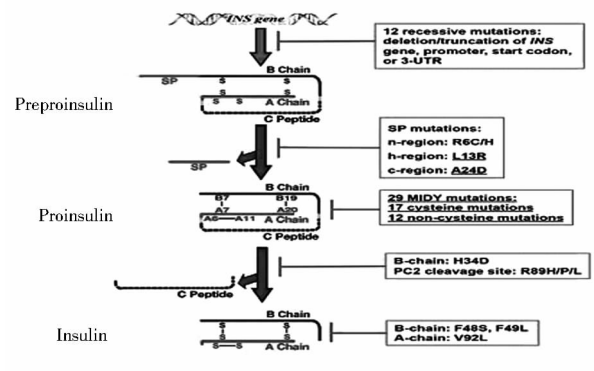 INS gene
12 recessive mutations:
deletion/truncation of INS
gene, promoter, start codon,
or 3-UTR
B Chain
SP
S S
S S
S S A Chain
C Peptide
Preproinsulin
SP mutations:
n-region: R6C/H
h-region: L13R
c-region: A24D
SP
B Chain
B7 B19
A7 A20
A6 A11 A Chain
C Peptide
Proinsulin
29 MIDY mutations:
17 cysteine mutations
12 non-cysteine mutations
B-chain: H34D
PC2 cleavage site: R89H/P/L
C Peptide
B Chain
S S
S S
S S A Chain
Insulin
B-chain: F48S, F49L
A-chain: V92L